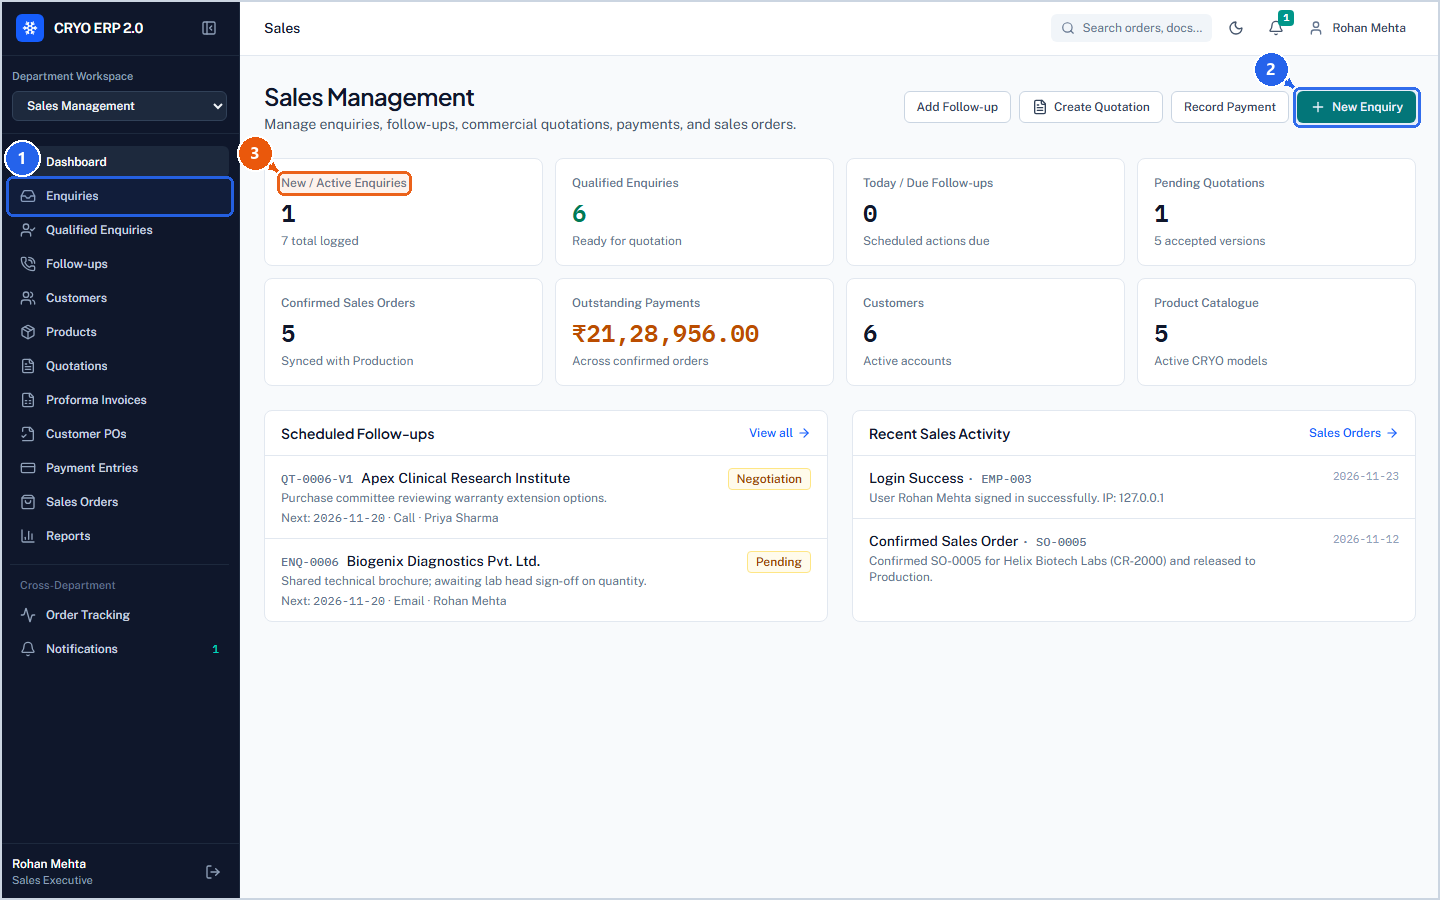 CRYO ERP 2.0
Department Workspace
Sales Management
1
Dashboard
Enquiries
Qualified Enquiries
Follow-ups
Customers
Products
Quotations
Proforma Invoices
Customer POs
Payment Entries
Sales Orders
Reports
Cross-Department
Order Tracking
Notifications 1
Rohan Mehta
Sales Executive
Sales
Search orders, docs...
1
Rohan Mehta
2
Sales Management
Manage enquiries, follow-ups, commercial quotations, payments, and sales orders.
Add Follow-up
Create Quotation
Record Payment
New Enquiry
3
New / Active Enquiries
1
7 total logged
Qualified Enquiries
6
Ready for quotation
Today / Due Follow-ups
0
Scheduled actions due
Pending Quotations
1
5 accepted versions
Confirmed Sales Orders
5
Synced with Production
Outstanding Payments
₹21,28,956.00
Across confirmed orders
Customers
6
Active accounts
Product Catalogue
5
Active CRYO models
Scheduled Follow-ups
View all →
QT-0006-V1 Apex Clinical Research Institute
Negotiation
Purchase committee reviewing warranty extension options.
Next: 2026-11-20 · Call · Priya Sharma
ENQ-0006 Biogenix Diagnostics Pvt. Ltd.
Pending
Shared technical brochure; awaiting lab head sign-off on quantity.
Next: 2026-11-20 · Email · Rohan Mehta
Recent Sales Activity
Sales Orders →
Login Success · EMP-003
2026-11-23
User Rohan Mehta signed in successfully. IP: 127.0.0.1
Confirmed Sales Order · SO-0005
2026-11-12
Confirmed SO-0005 for Helix Biotech Labs (CR-2000) and released to
Production.